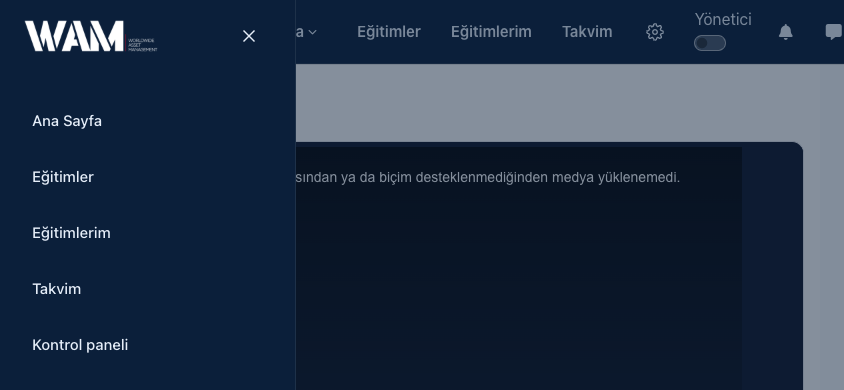 WAM WORLDWIDE
ASSET
MANAGEMENT
a
Eğitimler
Eğitimlerim
Takvim
Yönetici
Ana Sayfa
Eğitimler
Eğitimlerim
Takvim
Kontrol paneli
sından ya da biçim desteklenmediğinden medya yüklenemedi.